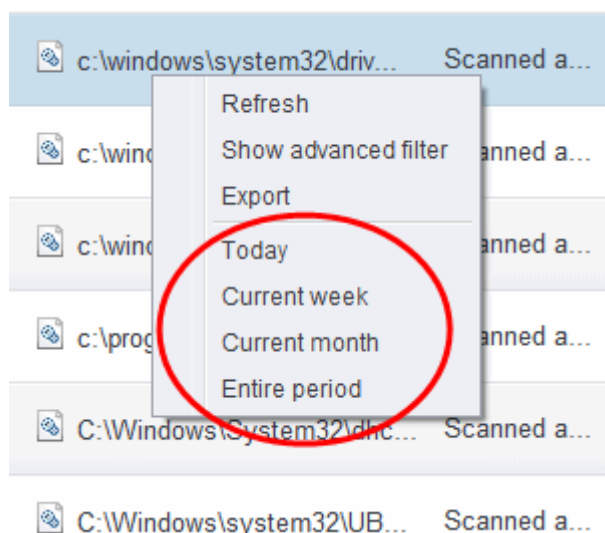 c:\windows\system32\driv... Scanned a...
Refresh
Show advanced filter
c:\wind anned a...
Export
Today
c:\wind anned a...
Current week
Current month
c:\prog anned a...
Entire period
C:\Windows\System32\dhc... Scanned a...
C:\Windows\system32\UB... Scanned a...